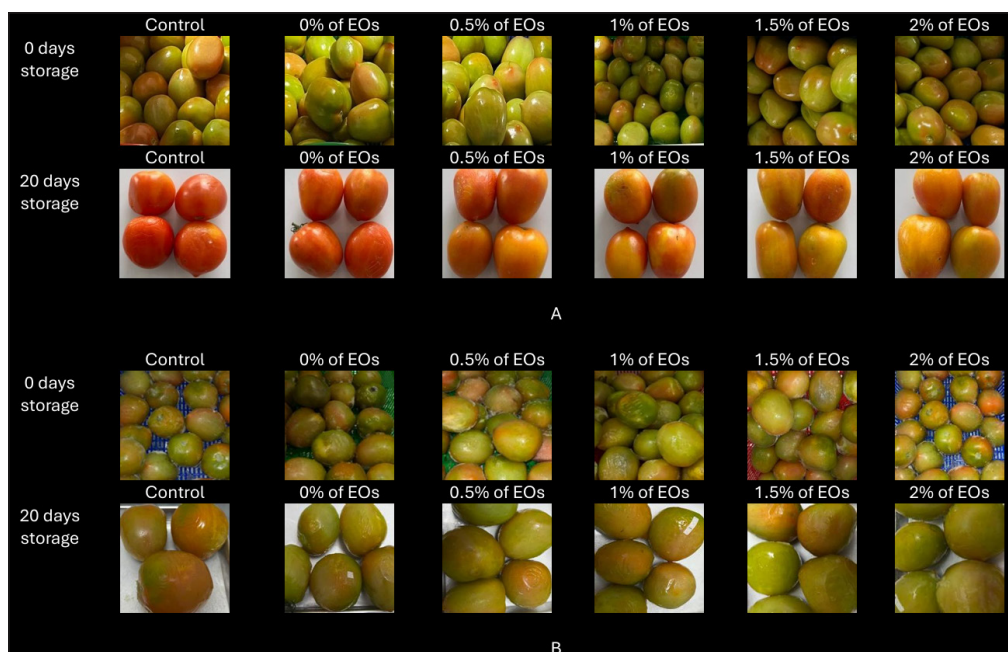 Control 0% of EOs 0.5% of EOs 1% of EOs 1.5% of EOs 2% of EOs
0 days
storage
Control 0% of EOs 0.5% of EOs 1% of EOs 1.5% of EOs 2% of EOs
20 days
storage
A
Control 0% of EOs 0.5% of EOs 1% of EOs 1.5% of EOs 2% of EOs
0 days
storage
Control 0% of EOs 0.5% of EOs 1% of EOs 1.5% of EOs 2% of EOs
20 days
storage
B